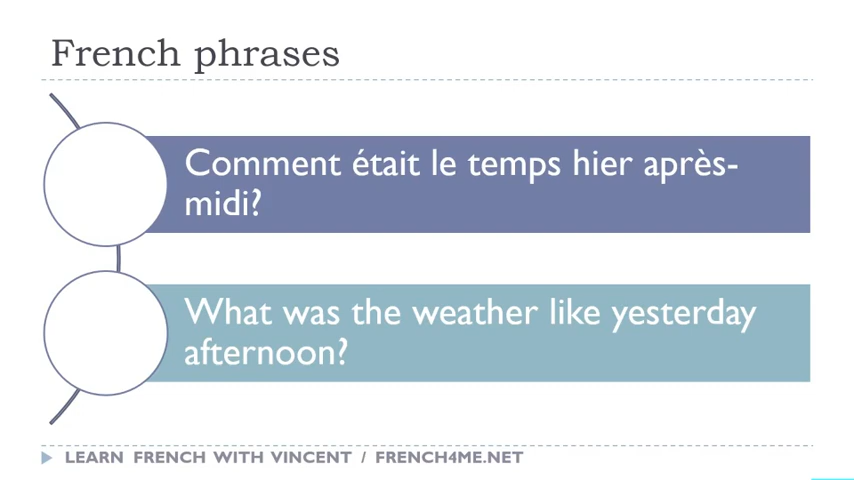 French phrases
Comment était le temps hier après-
midi?
What was the weather like yesterday
afternoon?
LEARN FRENCH WITH VINCENT / FRENCH4ME.NET